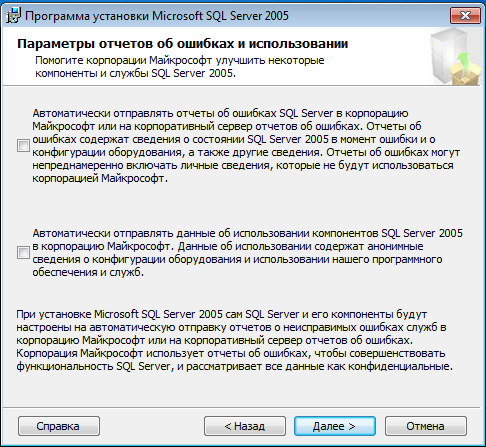 Программа установки Microsoft SQL Server 2005
Параметры отчетов об ошибках и использовании
Помогите корпорации Майкрософт улучшить некоторые
компоненты и службы SQL Server 2005.
Автоматически отправлять отчеты об ошибках SQL Server в корпорацию
Майкрософт или на корпоративный сервер отчетов об ошибках. Отчеты об
ошибках содержат сведения о состоянии SQL Server 2005 в момент ошибки и о
конфигурации оборудования, а также другие сведения. Отчеты об ошибках могут
непреднамеренно включать личные сведения, которые не будут использоваться
корпорацией Майкрософт.
Автоматически отправлять данные об использовании компонентов SQL Server 2005
в корпорацию Майкрософт. Данные об использовании содержат анонимные
сведения о конфигурации оборудования и использовании нашего программного
обеспечения и служб.
При установке Microsoft SQL Server 2005 сам SQL Server и его компоненты будут
настроены на автоматическую отправку отчетов о неисправимых ошибках служб в
корпорацию Майкрософт или на корпоративный сервер отчетов об ошибках.
Корпорация Майкрософт использует отчеты об ошибках, чтобы совершенствовать
функциональность SQL Server, и рассматривает все данные как конфиденциальные.
Справка
< Назад
Далее >
Отмена